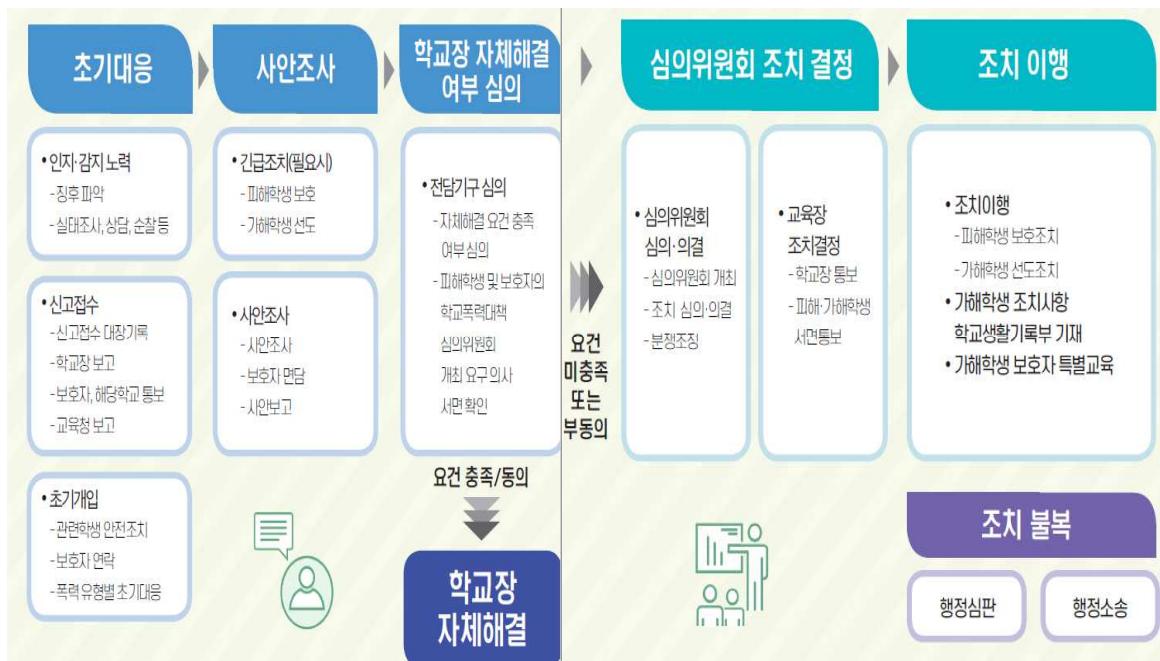 초기대응
• 인지·감지 노력
- 징후 파악
- 실태조사, 상담, 순찰 등
• 신고접수
- 신고접수 대장기록
- 학교장 보고
- 보호자, 해당학교 통보
- 교육청 보고
• 초기개입
- 관련학생 안전조치
- 보호자 연락
- 폭력 유형별 초기대응
사안조사
• 긴급조치(필요시)
- 피해학생 보호
- 가해학생 선도
• 사안조사
- 사안조사
- 보호자 면담
- 사안보고
학교장 자체해결
여부 심의
• 전담기구 심의
- 자체해결 요건 충족
여부 심의
- 피해학생 및 보호자의
학교폭력대책
심의위원회
개최 요구 의사
서면 확인
요건 충족/동의
학교장
자체해결
요건
미충족
또는
부동의
심의위원회 조치 결정
• 심의위원회
심의·의결
- 심의위원회 개최
- 조치 심의·의결
- 분쟁조정
• 교육장
조치결정
- 학교장 통보
- 피해·가해학생
서면통보
조치 이행
• 조치이행
- 피해학생 보호조치
- 가해학생 선도조치
• 가해학생 조치사항
학교생활기록부 기재
• 가해학생 보호자 특별교육
조치 불복
행정심판
행정소송